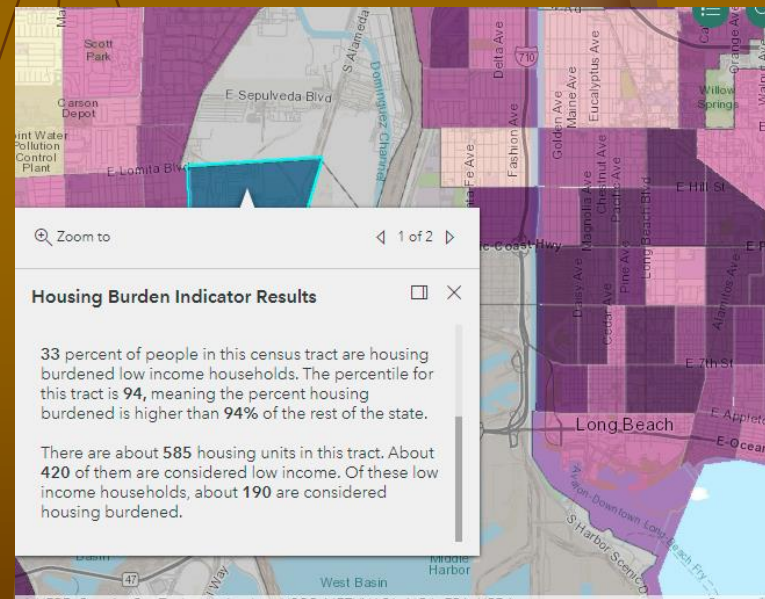 Scott
Park
Carson
Depot
Pollution
Control
Plant
E Lomita Blv
E Sepulveda Blvd
S Alameda
Dominguez Channel
Delta Ave
710
Fashion Ave
Golden Ave
Maine Ave
Eucalyptus Ave
Orange Ave
Willow
Springs
Magnolia Ave
Chestnut Ave
Pacific Ave
E Hill St
Long Beach Blvd
Daisy Ave
Cedar Ave
Pine Ave
Alamitos Ave
E 7th St
Long Beach
Zoom to
1 of 2
Housing Burden Indicator Results
33 percent of people in this census tract are housing
burdened low income households. The percentile for
this tract is 94, meaning the percent housing
burdened is higher than 94% of the rest of the
state.
There are about 585 housing units in this tract. About
420 of them are considered low income. Of these low
income households, about 190 are considered
housing burdened.
47
West Basin
Middle
Harbor